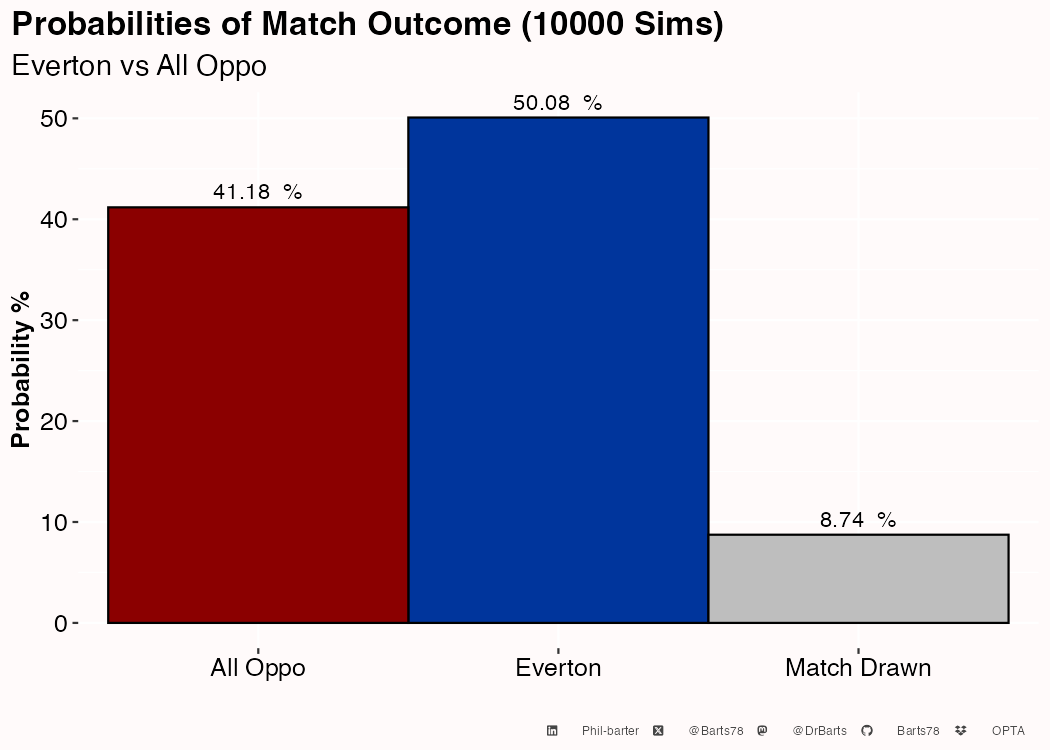 Probabilities of Match Outcome (10000 Sims)
Everton vs All Oppo
50.08 %
50
41.18 %
40
30
Probability %
20
8.74 %
10
0
All Oppo Everton Match Drawn
Phil-barter @Barts78 @DrBarts Barts78 OPTA